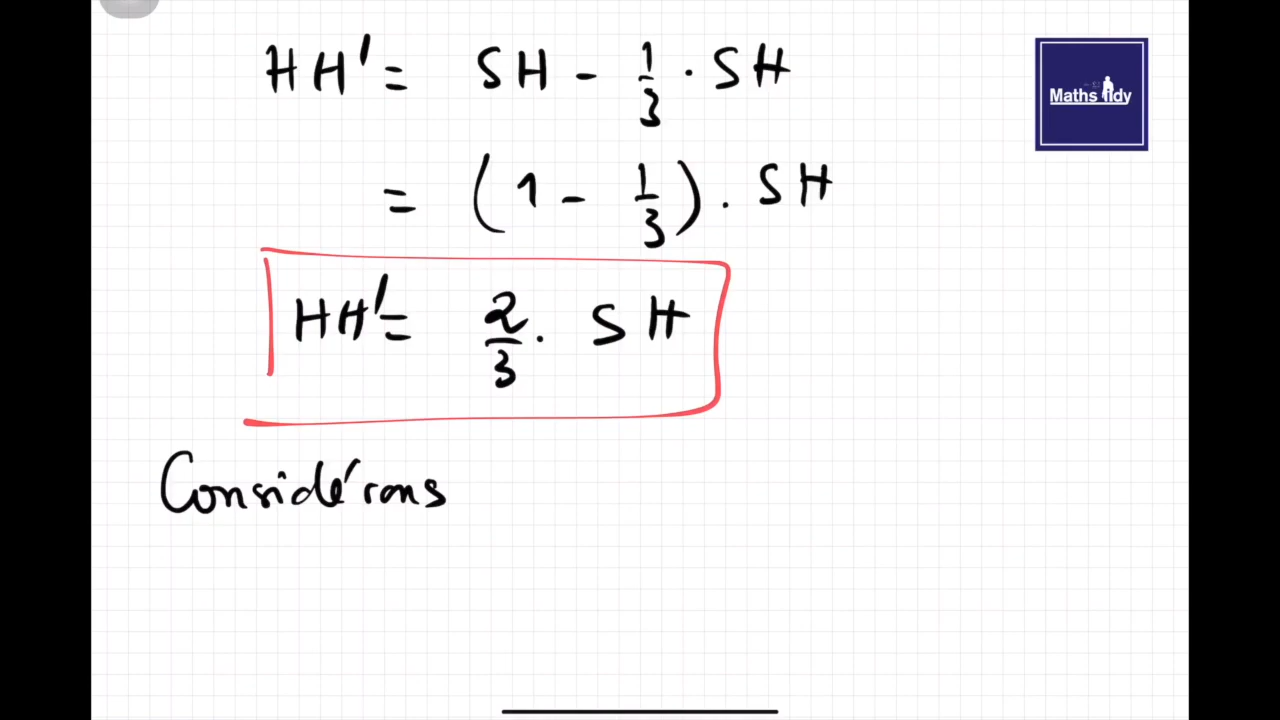 HH' = SH - 1/3 · SH
= (1 - 1/3) · SH
HH' = 2/3 · SH
Considérons
Maths Tidy